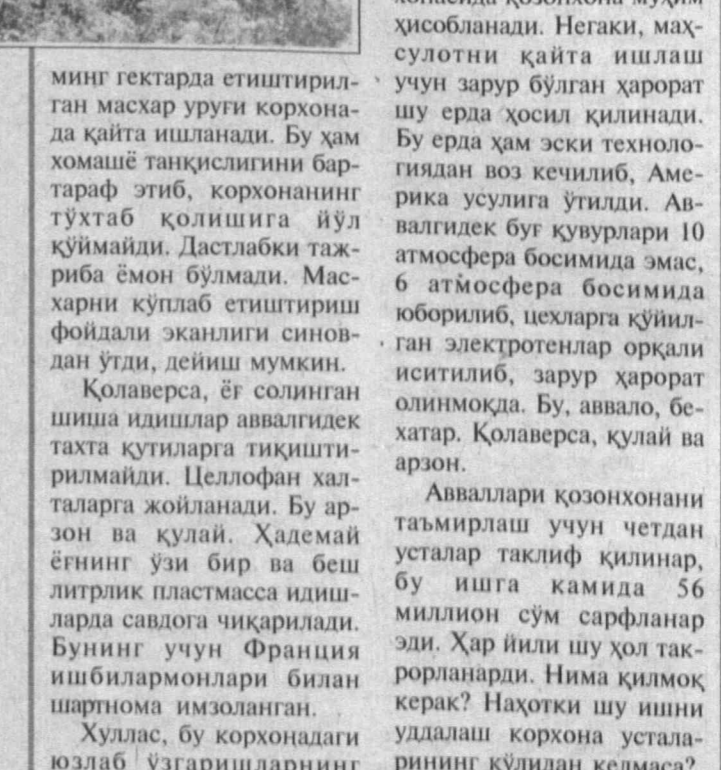 минг гектарда етиштирил-
ган масхар уруғи корхона-
да қайта ишланади. Бу ҳам
хомашё танқислигини бар-
тараф этиб, корхонанинг
тўхтаб қолишига йўл
қўймайди. Дастлабки таж-
риба ёмон бўлмади. Мас-
харни кўплаб етиштириш
фойдали эканлиги синов-
дан ўтди, дейиш мумкин.
Қолаверса, ёғ солинган
шиша идишлар аввалгидек
тахта қутиларга тиқишти-
рилмайди. Целлофан хал-
таларга жойланади. Бу ар-
зон ва қулай. Ҳадемай
ёғнинг ўзи бир ва беш
литрлик пластмасса идиш-
ларда савдога чиқарилади.
Бунинг учун Франция
ишбилармонлари билан
шартнома имзоланган.
Хуллас, бу корхонадаги
юзлаб ўзгаришларнинг
хонасида қозонхона муҳим
ҳисобланади. Негаки, маҳ-
сулотни қайта ишлаш
учун зарур бўлган ҳарорат
шу ерда ҳосил қилинади.
Бу ерда ҳам эски техноло-
гиядан воз кечилиб, Аме-
рика усулига ўтилди. Ав-
валгидек буғ қувурлари 10
атмосфера босимида эмас,
6 атмосфера босимида
юборилиб, цехларга қўйил-
ган электротенлар орқали
иситилиб, зарур ҳарорат
олинмоқда. Бу, аввало, бе-
хатар. Қолаверса, қулай ва
арзон.
Авваллари қозонхонани
таъмирлаш учун четдан
усталар таклиф қилинар,
бу ишга камида 56
миллион сўм сарфланар
эди. Ҳар йили шу ҳол так-
рорланарди. Нима қилмоқ
керак? Наҳотки шу ишни
уддалаш корхона устала-
рининг қўлидан келмаса?